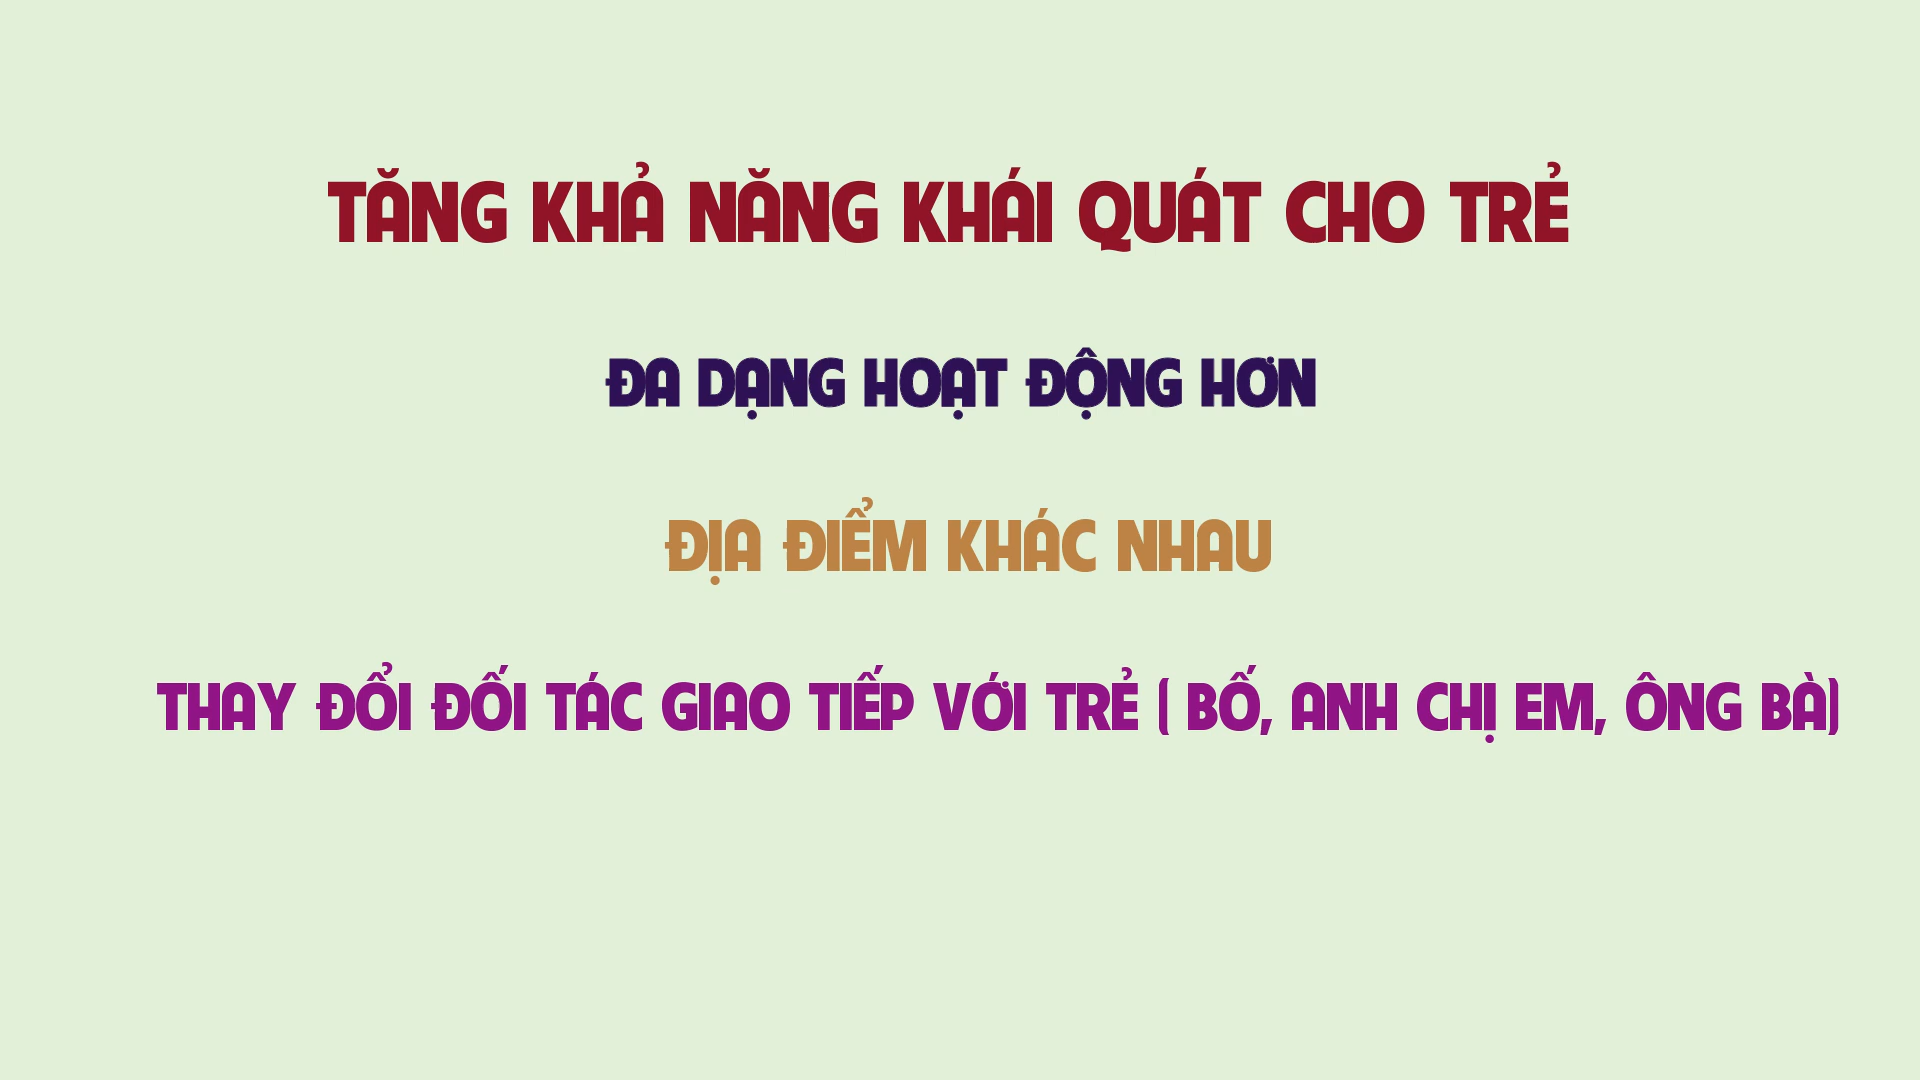 TĂNG KHẢ NĂNG KHÁI QUÁT CHO TRẺ
ĐA DẠNG HOẠT ĐỘNG HƠN
ĐỊA ĐIỂM KHÁC NHAU
THAY ĐỔI ĐỐI TÁC GIAO TIẾP VỚI TRẺ ( BỐ, ANH CHỊ EM, ÔNG BÀ)